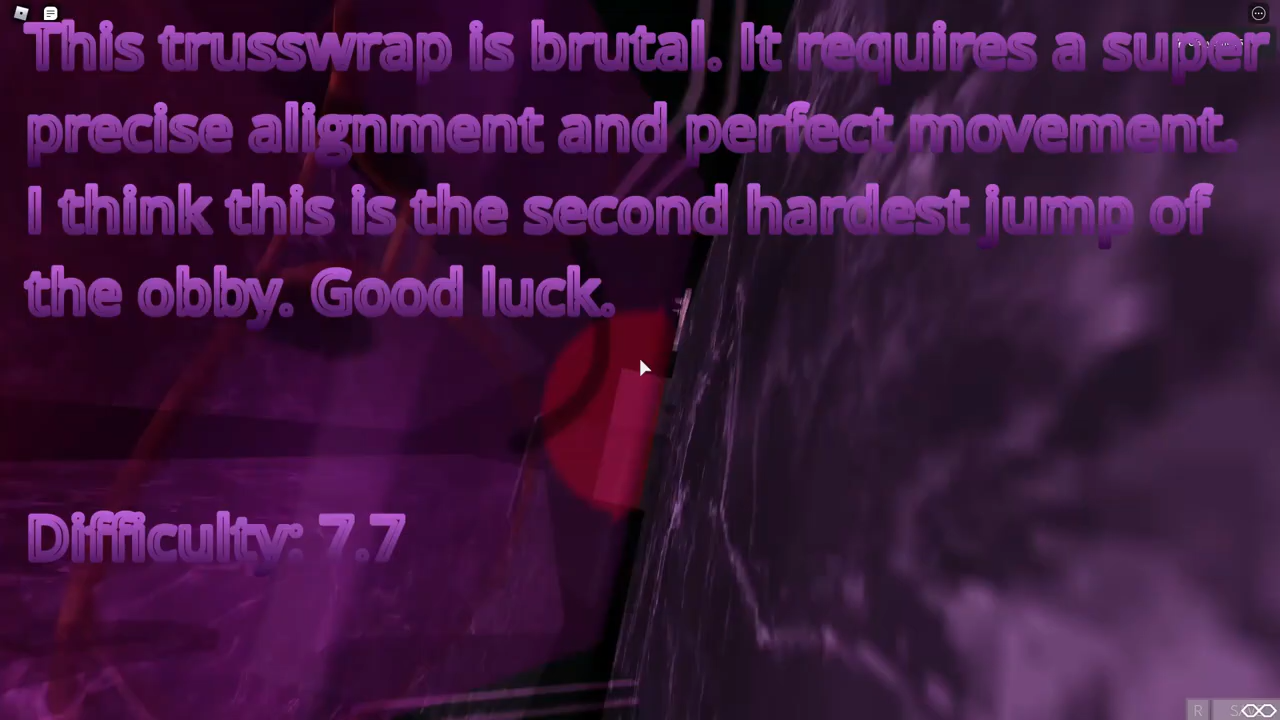 This trusswrap is brutal. It requires a super
precise alignment and perfect movement.
I think this is the second hardest jump of
the obby. Good luck.
Difficulty: 7.7
R